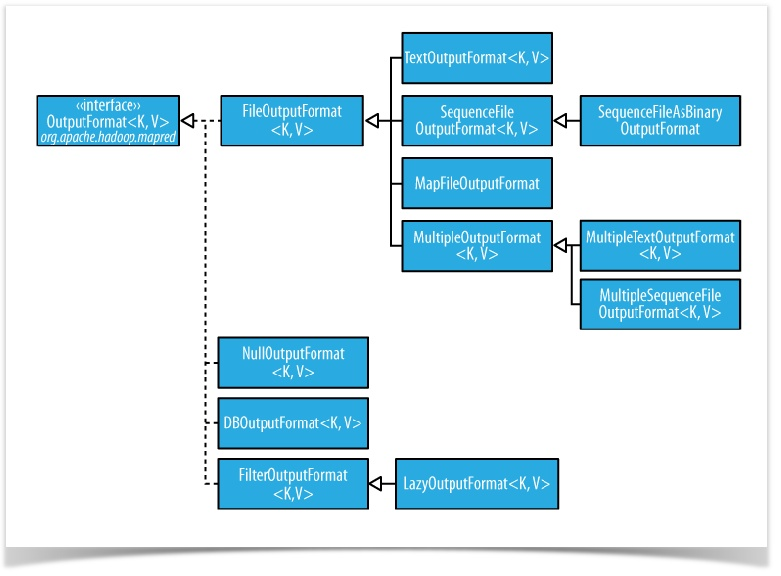 ‹‹interface››
OutputFormat<K, V>
org.apache.hadoop.mapred
FileOutputFormat
<K, V>
TextOutputFormat<K, V>
SequenceFile
OutputFormat<K, V>
SequenceFileAsBinary
OutputFormat
MapFileOutputFormat
MultipleOutputFormat
<K, V>
MultipleTextOutputFormat
<K, V>
MultipleSequenceFile
OutputFormat<K, V>
NullOutputFormat
<K, V>
DBOutputFormat<K, V>
FilterOutputFormat
<K,V>
LazyOutputFormat<K, V>